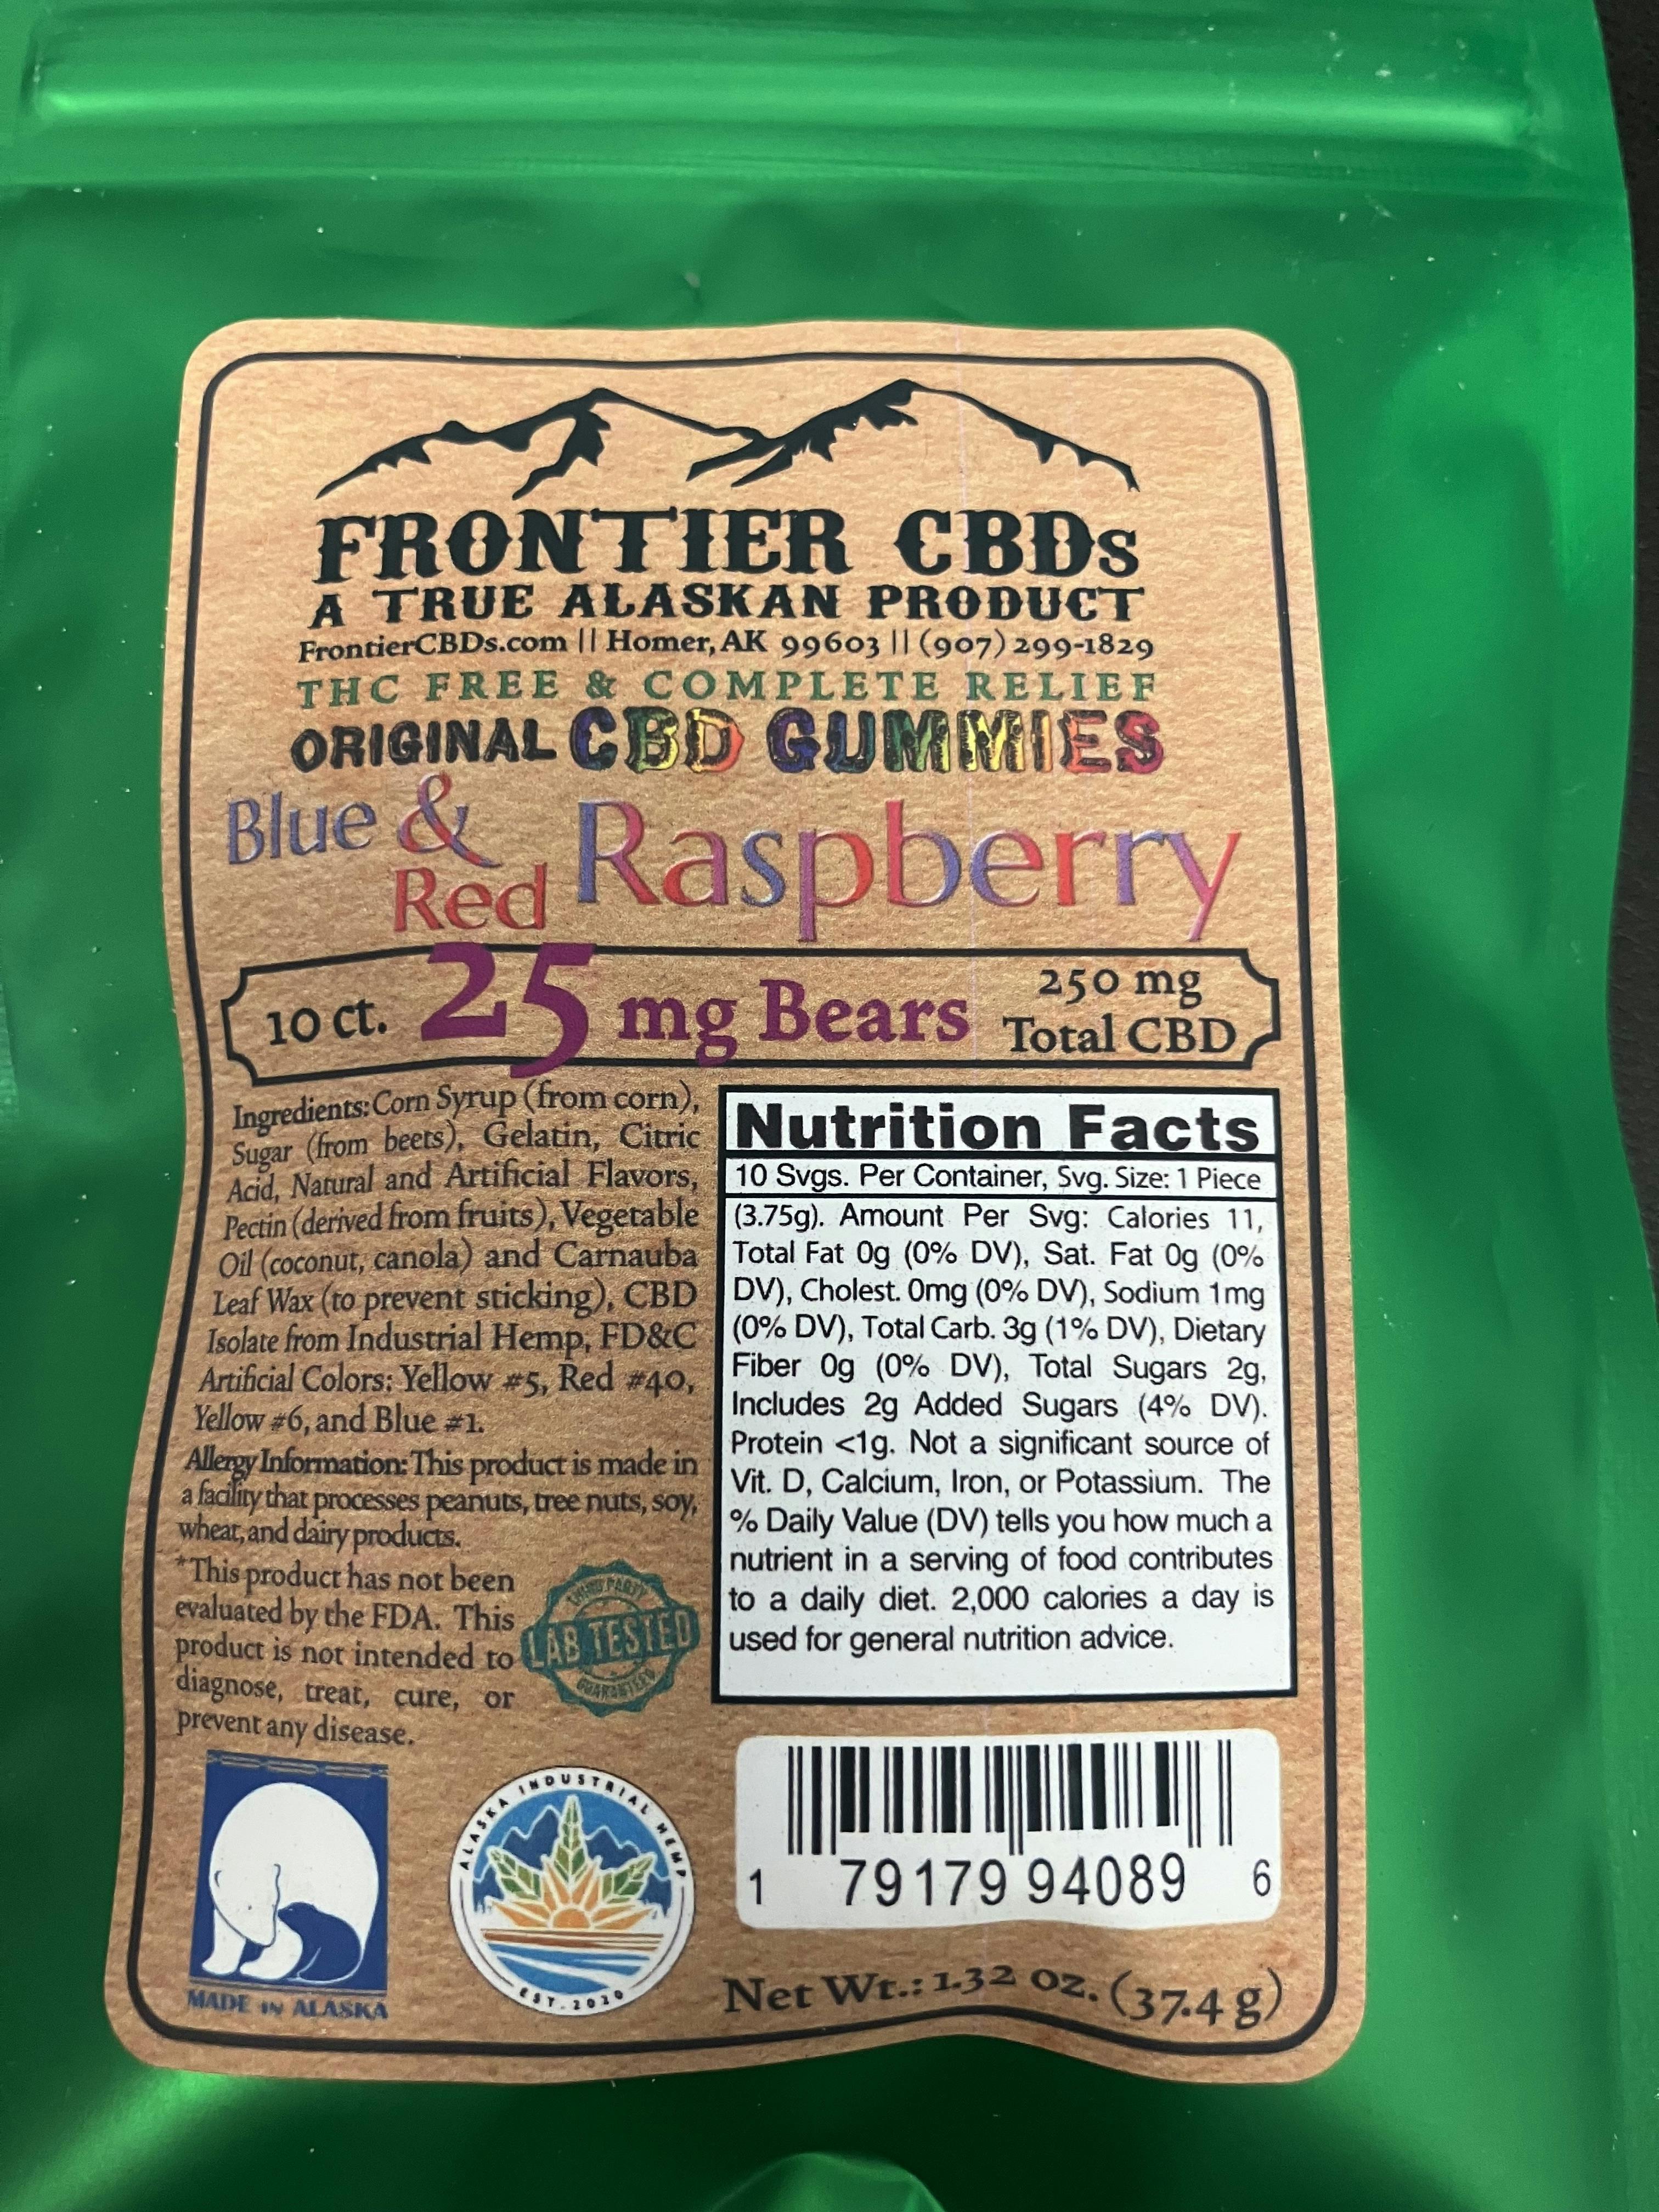 FRONTIER CBDs
A TRUE ALASKAN PRODUCT
FrontierCBDs.com || Homer, AK 99603 || (907) 299-1829
THC FREE & COMPLETE RELIEF
ORIGINAL CBD GUMMIES
Blue & Red Raspberry
10 ct. 25 mg Bears 250 mg Total CBD
Ingredients: Corn Syrup (from corn),
Sugar (from beets), Gelatin, Citric
Acid, Natural and Artificial Flavors,
Pectin (derived from fruits), Vegetable
Oil (coconut, canola) and Carnauba
Leaf Wax (to prevent sticking), CBD
Isolate from Industrial Hemp, FD&C
Artificial Colors: Yellow #5, Red #40,
Yellow #6, and Blue #1.
Allergy Information: This product is made in
a facility that processes peanuts, tree nuts, soy,
wheat, and dairy products.
*This product has not been
evaluated by the FDA. This
product is not intended to
diagnose, treat, cure, or
prevent any disease.
THIRD PARTY
LAB TESTED
GUARANTEED
Nutrition Facts
10 Svgs. Per Container, Svg. Size: 1 Piece
(3.75g). Amount Per Svg: Calories 11,
Total Fat 0g (0% DV), Sat. Fat 0g (0%
DV), Cholest. 0mg (0% DV), Sodium 1mg
(0% DV), Total Carb. 3g (1% DV), Dietary
Fiber 0g (0% DV), Total Sugars 2g,
Includes 2g Added Sugars (4% DV).
Protein <1g. Not a significant source of
Vit. D, Calcium, Iron, or Potassium. The
% Daily Value (DV) tells you how much a
nutrient in a serving of food contributes
to a daily diet. 2,000 calories a day is
used for general nutrition advice.
MADE IN ALASKA
ALASKA INDUSTRIAL HEMP
EST. 2020
1 79179 94089 6
Net Wt.: 1.32 oz. (37.4 g)